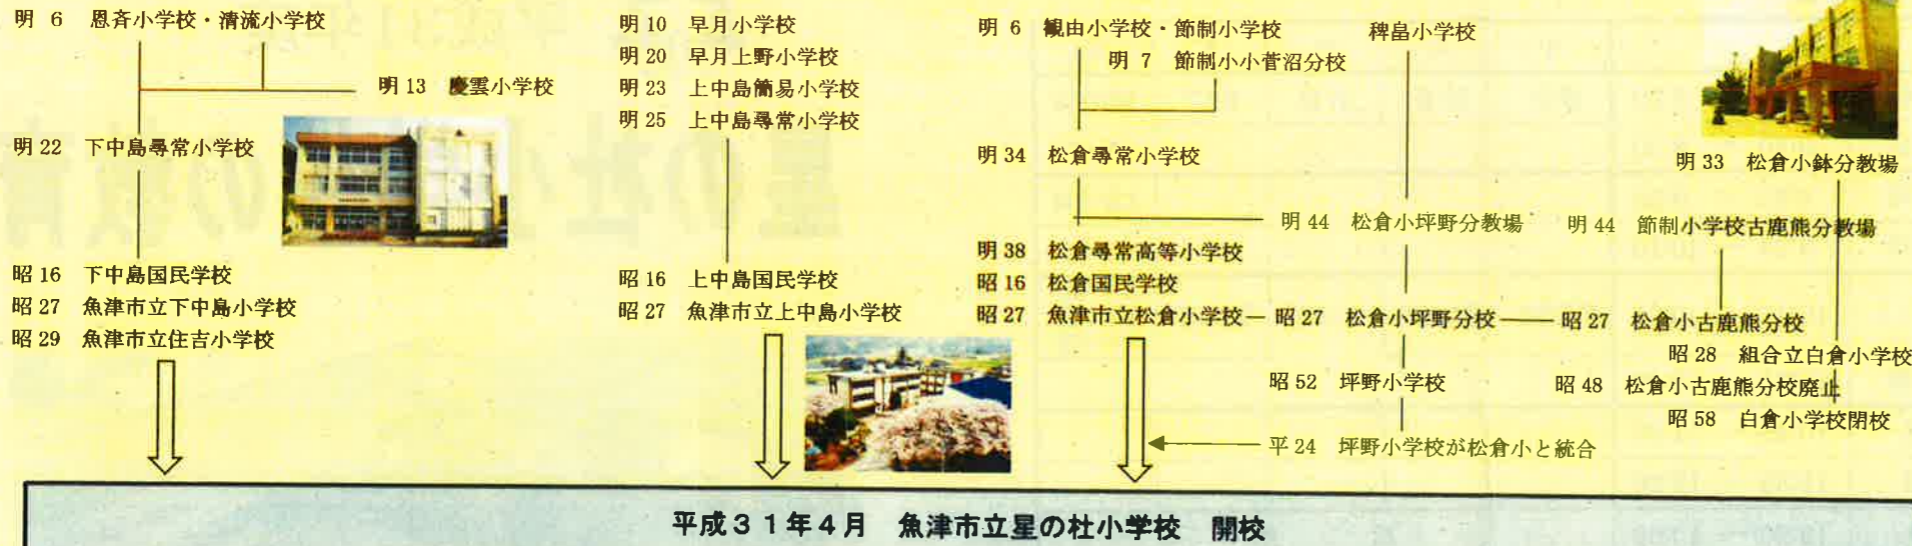 明 6 恩斉小学校・清流小学校
明 13 慶雲小学校
明 22 下中島尋常小学校
昭 16 下中島国民学校
昭 27 魚津市立下中島小学校
昭 29 魚津市立住吉小学校
明 10 早月小学校
明 20 早月上野小学校
明 23 上中島簡易小学校
明 25 上中島尋常小学校
昭 16 上中島国民学校
昭 27 魚津市立上中島小学校
明 6 観由小学校・節制小学校
明 7 節制小小菅沼分校
明 34 松倉尋常小学校
明 38 松倉尋常高等小学校
昭 16 松倉国民学校
昭 27 魚津市立松倉小学校
稗畠小学校
明 44 松倉小坪野分教場
昭 27 松倉小坪野分校
昭 52 坪野小学校
平 24 坪野小学校が松倉小と統合
明 33 松倉小鉢分教場
明 44 節制小学校古鹿熊分教場
昭 27 松倉小古鹿熊分校
昭 28 組合立白倉小学校
昭 48 松倉小古鹿熊分校廃止
昭 58 白倉小学校閉校
平成31年4月 魚津市立星の杜小学校 開校